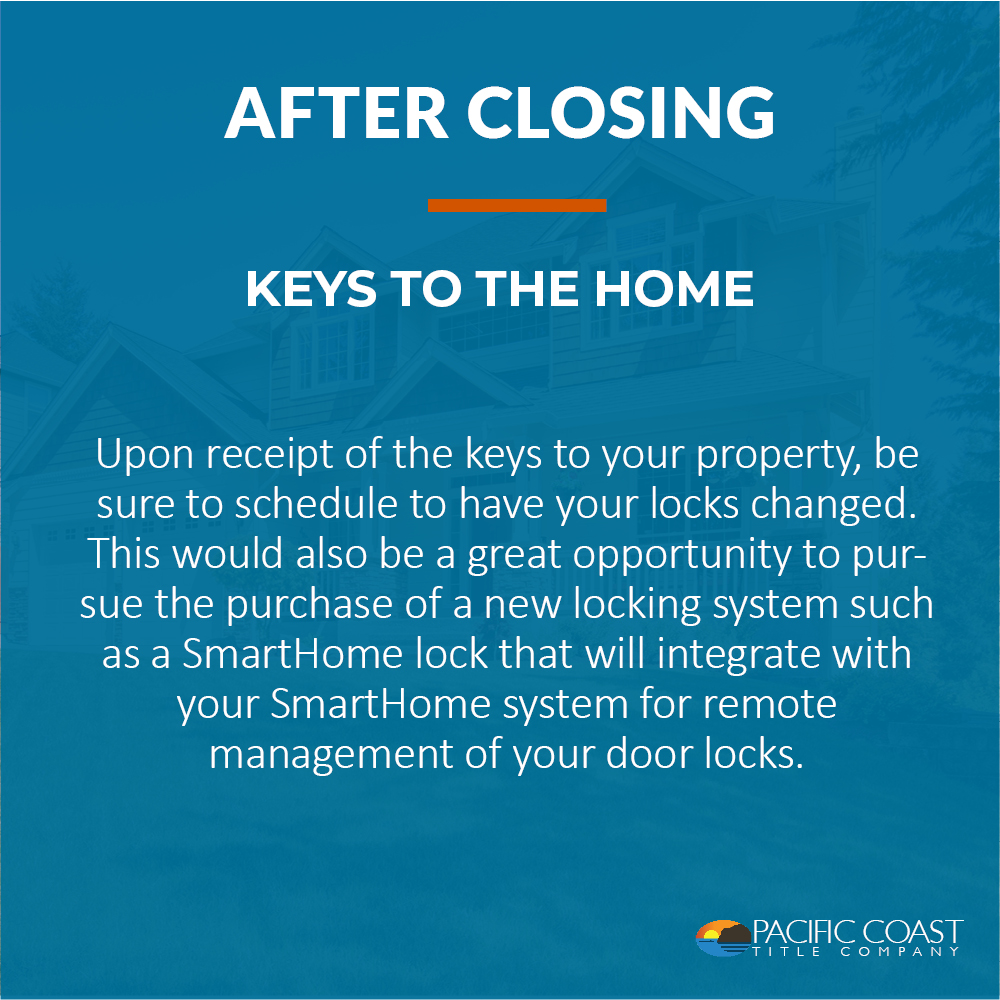 AFTER CLOSING
KEYS TO THE HOME
Upon receipt of the keys to your property, be
sure to schedule to have your locks changed.
This would also be a great opportunity to pur-
sue the purchase of a new locking system such
as a SmartHome lock that will integrate with
your SmartHome system for remote
management of your door locks.
PACIFIC COAST
TITLE COMPANY